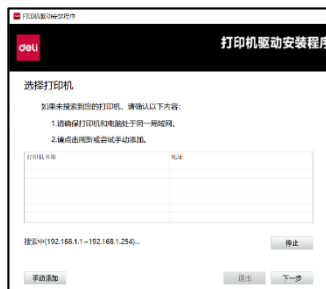 打印机驱动安装程序
deli
打印机驱动安装程序
选择打印机
如果未搜索到您的打印机，请确认以下内容：
1.请确保打印机和电脑处于同一局域网。
2.请点击刷新或尝试手动添加。
打印机名称 地址
搜索中(192.168.1.1~192.168.1.254)... 停止
手动添加 退出 下一步